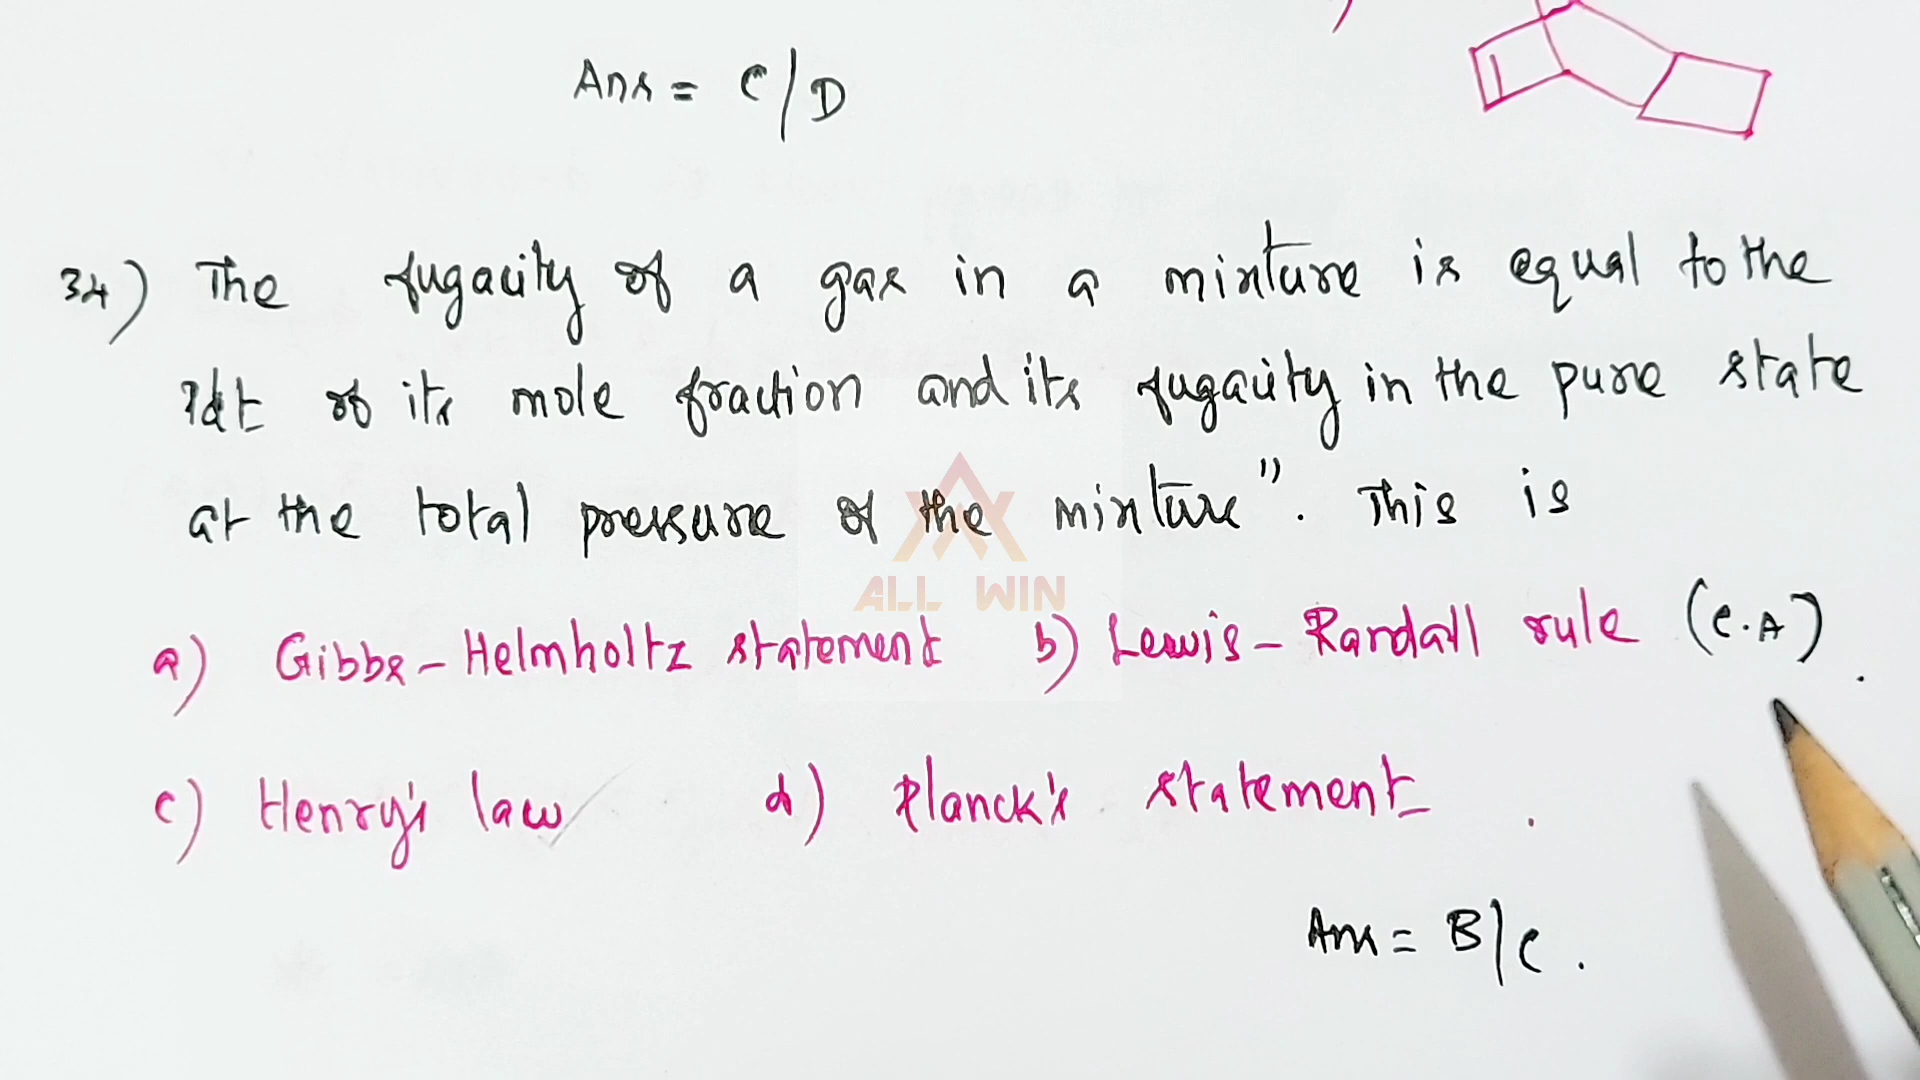 Ans = C/D
34) The fugacity of a gas in a mixture is equal to the
of its mole fraction and its fugacity in the pure state
at the total pressure of the mixture". This is
ALL WIN
a) Gibbs-Helmholtz statement b) Lewis-Randall rule (C.A)
c) Henry's law d) Planck's statement
Ans = B/C.